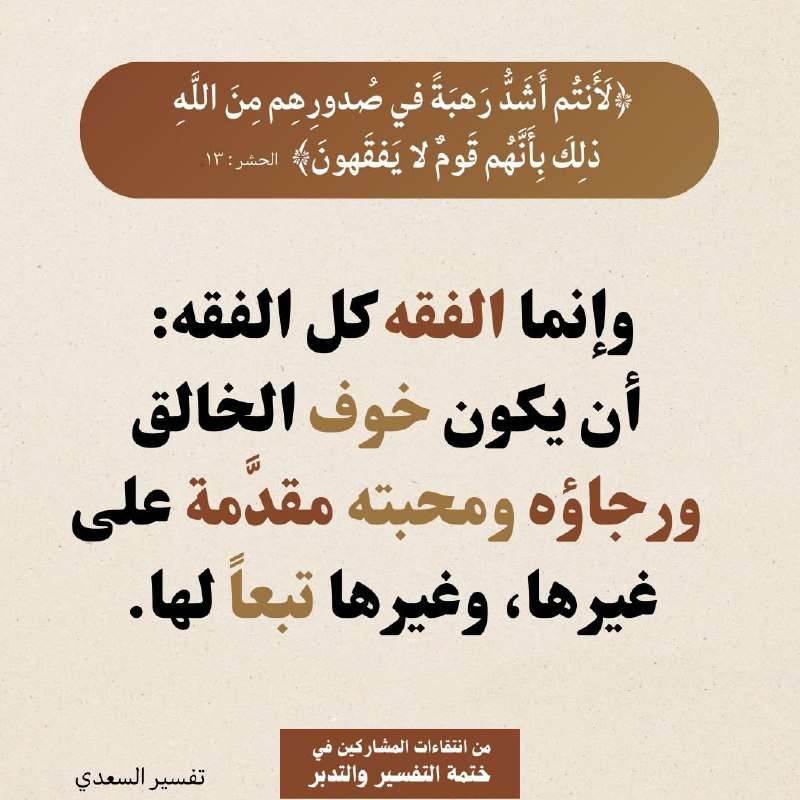 ﴿لَأَنتُم أَشَدُّ رَهبَةً في صُدورِهِم مِنَ اللَّهِ
ذلِكَ بِأَنَّهُم قَومٌ لا يَفقَهونَ﴾ الحشر: ١٣
وإنما الفقه كل الفقه:
أن يكون خوف الخالق
ورجاؤه ومحبته مقدَّمة على
غيرها، وغيرها تبعاً لها.
من انتقاءات المشاركين في
ختمة التفسير والتدبر
تفسير السعدي